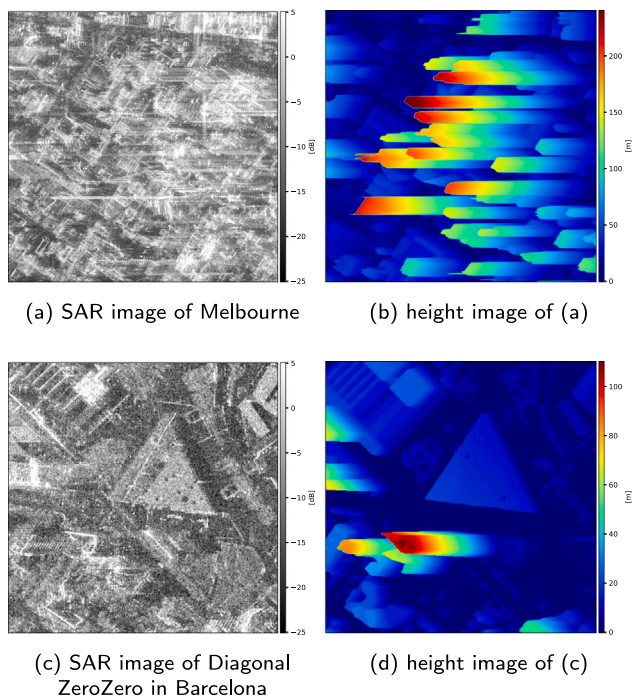 5
0
−5
−10
−15
−20
−25
[dB]
200
150
100
50
0
[m]
(a) SAR image of Melbourne
(b) height image of (a)
5
0
−5
−10
−15
−20
−25
[dB]
100
80
60
40
20
0
[m]
(c) SAR image of Diagonal
ZeroZero in Barcelona
(d) height image of (c)